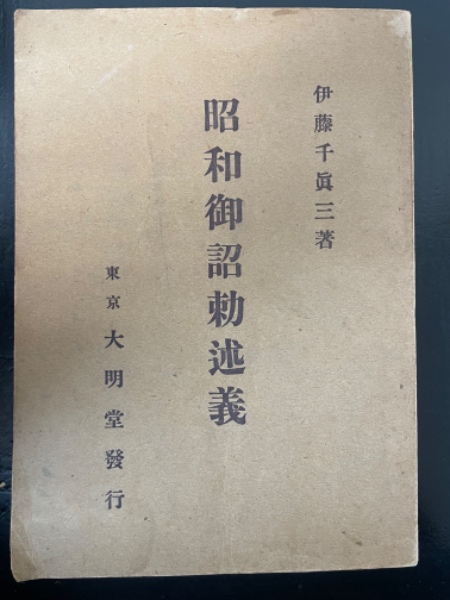 伊藤千眞三著
昭和御詔勅述義
東京 大明堂發行